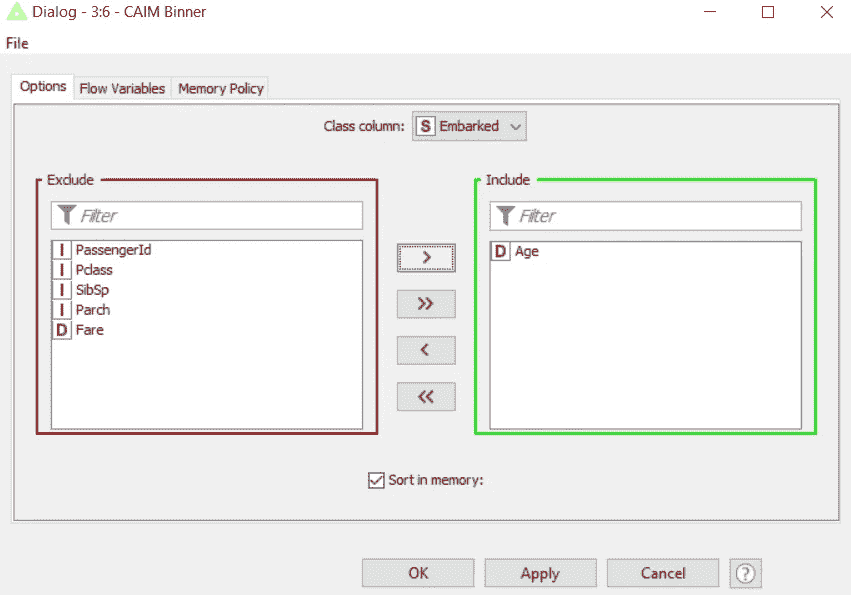 Dialog - 3:6 - CAIM Binner
File
Options Flow Variables Memory Policy
Class column: S Embarked
Exclude
Filter
I PassengerId
I Pclass
I SibSp
I Parch
D Fare
>
>>
<
<<
Include
Filter
D Age
Sort in memory:
OK Apply Cancel ?